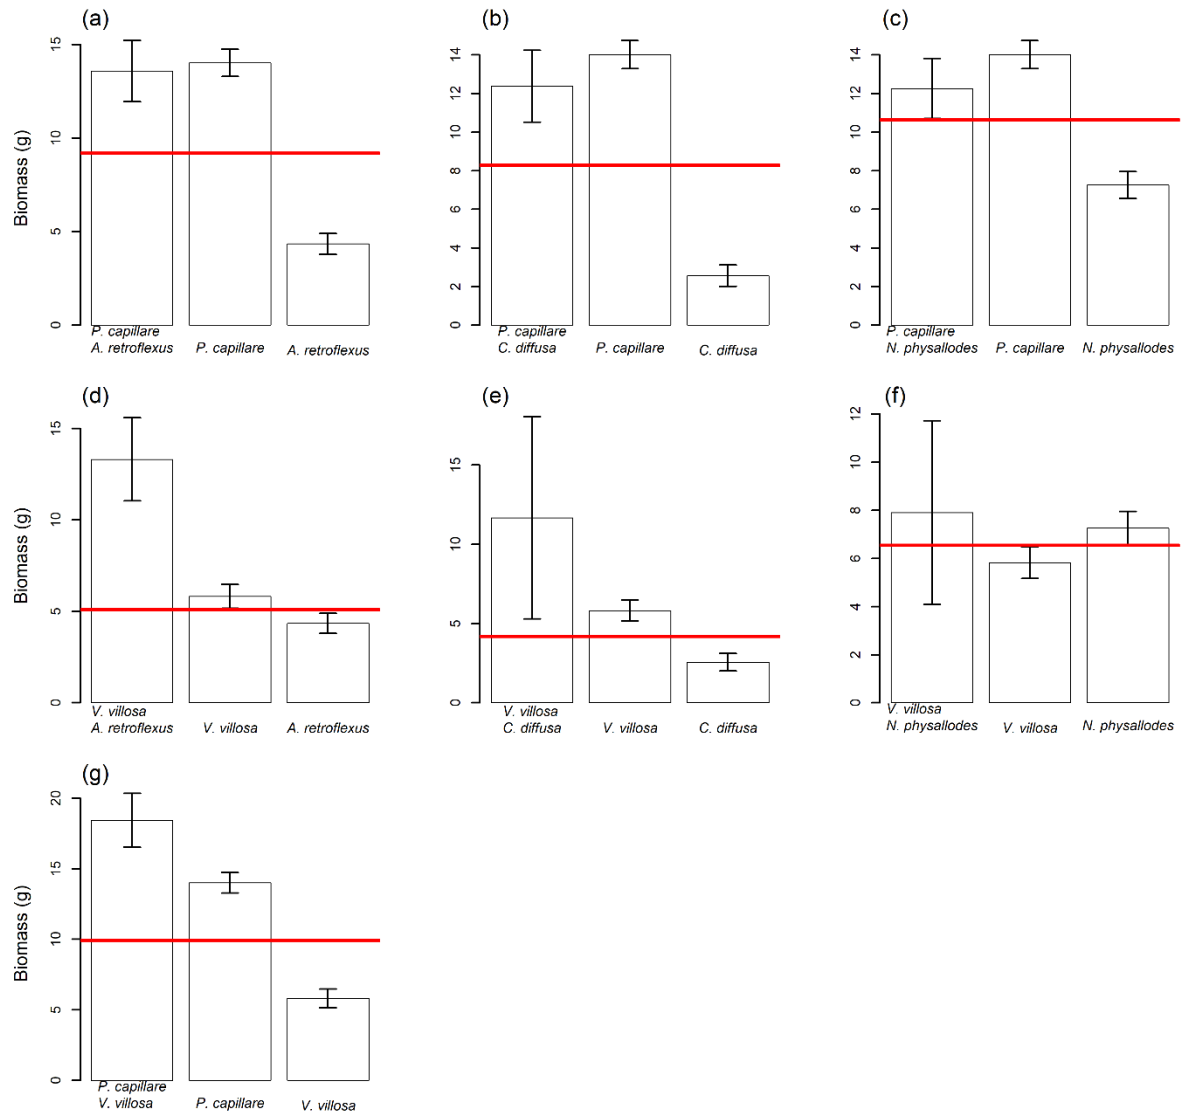 (a)
Biomass (g)
15
10
5
0
P. capillare
A. retroflexus
P. capillare
A. retroflexus
(b)
14
12
10
8
6
4
2
0
P. capillare
C. diffusa
P. capillare
C. diffusa
(c)
14
12
10
8
6
4
2
0
P. capillare
N. physallodes
P. capillare
N. physallodes
(d)
Biomass (g)
15
10
5
0
V. villosa
A. retroflexus
V. villosa
A. retroflexus
(e)
15
10
5
0
V. villosa
C. diffusa
V. villosa
C. diffusa
(f)
12
10
8
6
4
2
0
V. villosa
N. physallodes
V. villosa
N. physallodes
(g)
Biomass (g)
20
15
10
5
0
P. capillare
V. villosa
P. capillare
V. villosa